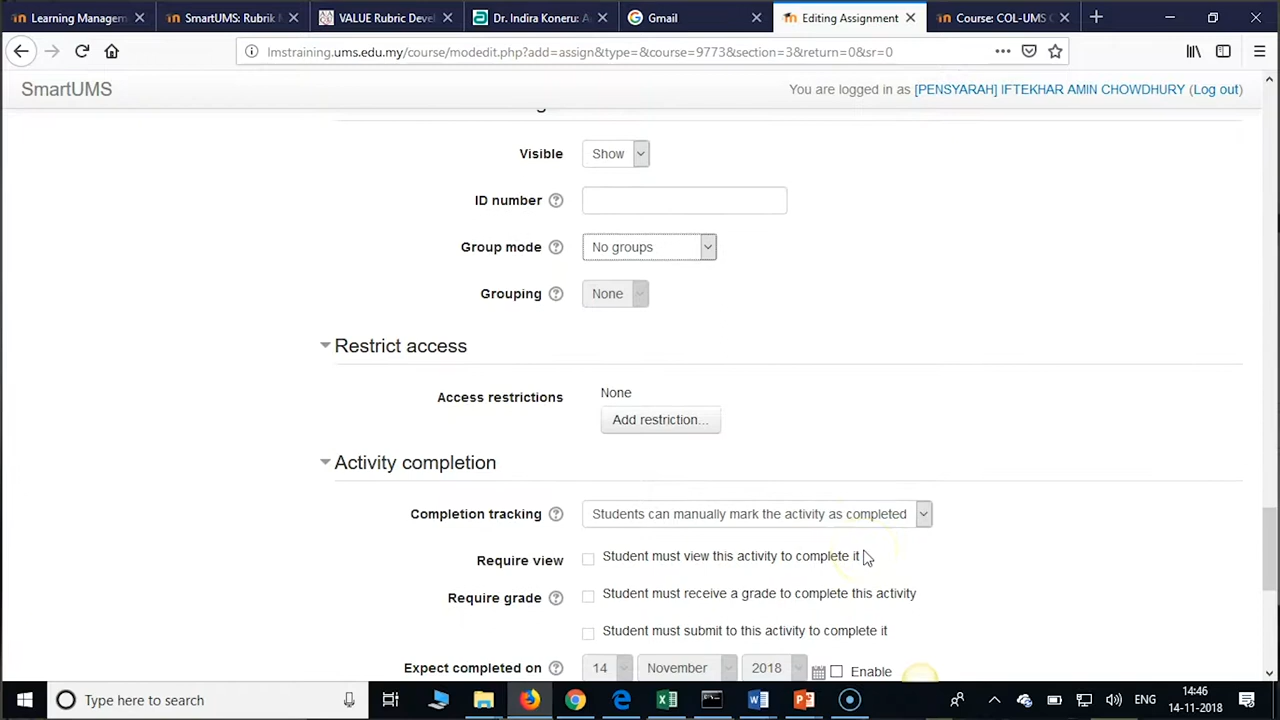 Learning Managem
SmartUMS: Rubrik M
VALUE Rubric Deve
Dr. Indira Koneru: A
Gmail
Editing Assignment
Course: COL-UMS C
lmstraining.ums.edu.my/course/modedit.php?add=assign&type=&course=9773&section=3&return=0&sr=0
SmartUMS
You are logged in as [PENSYARAH] IFTEKHAR AMIN CHOWDHURY (Log out)
Visible Show
ID number
Group mode No groups
Grouping None
Restrict access
Access restrictions None
Add restriction...
Activity completion
Completion tracking Students can manually mark the activity as completed
Require view Student must view this activity to complete it
Require grade Student must receive a grade to complete this activity
Student must submit to this activity to complete it
Expect completed on 14 November 2018 Enable
Type here to search
ENG
14:46
14-11-2018